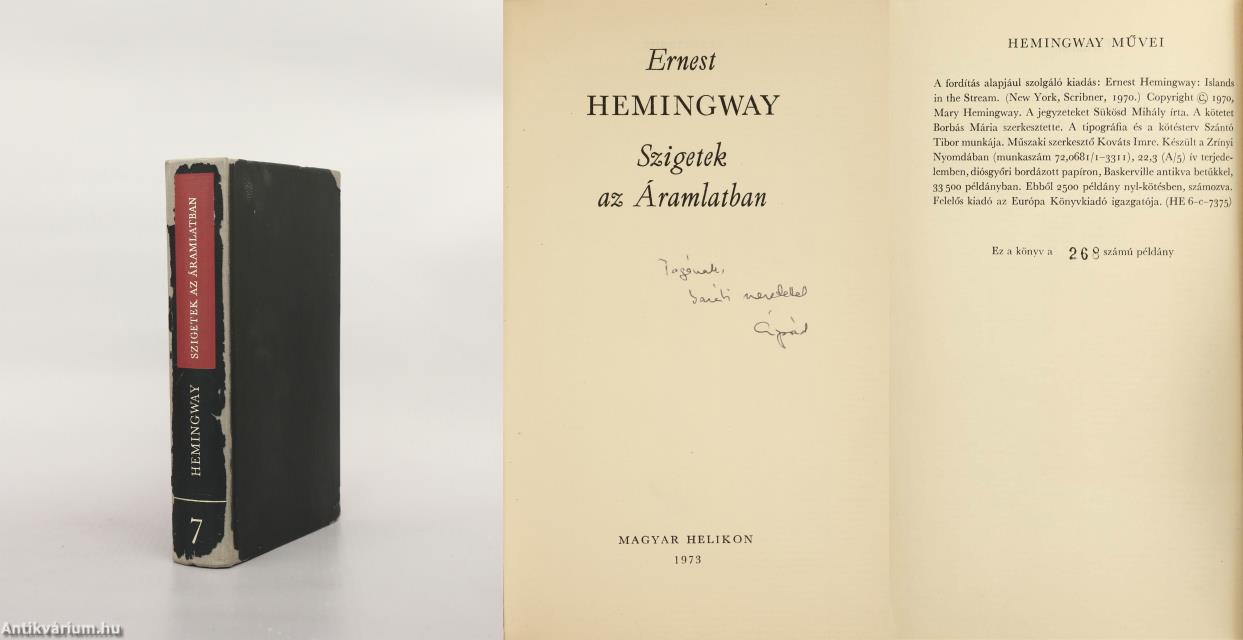 SZIGETEK AZ ÁRAMLATBAN
HEMINGWAY
7
Antikvárium.hu
Ernest
HEMINGWAY
Szigetek
az Áramlatban
baráti
Árpád
MAGYAR HELIKON
1973
HEMINGWAY MŰVEI
A fordítás alapjául szolgáló kiadás: Ernest Hemingway: Islands
in the Stream. (New York, Scribner, 1970.) Copyright ©, 1970,
Mary Hemingway. A jegyzeteket Sükösd Mihály írta. A kötetet
Borbás Mária szerkesztette. A tipográfia és a kötésterv Szántó
Tibor munkája. Műszaki szerkesztő Kováts Imre. Készült a Zrínyi
Nyomdában (munkaszám 72,0681/1–3311), 22,3 (A/5) ív terjede-
lemben, diósgyőri bordázott papíron, Baskerville antikva betűkkel,
33 500 példányban. Ebből 2500 példány nyl-kötésben, számozva.
Felelős kiadó az Európa Könyvkiadó igazgatója. (HE 6–c–7375)
Ez a könyv a 268 számú példány